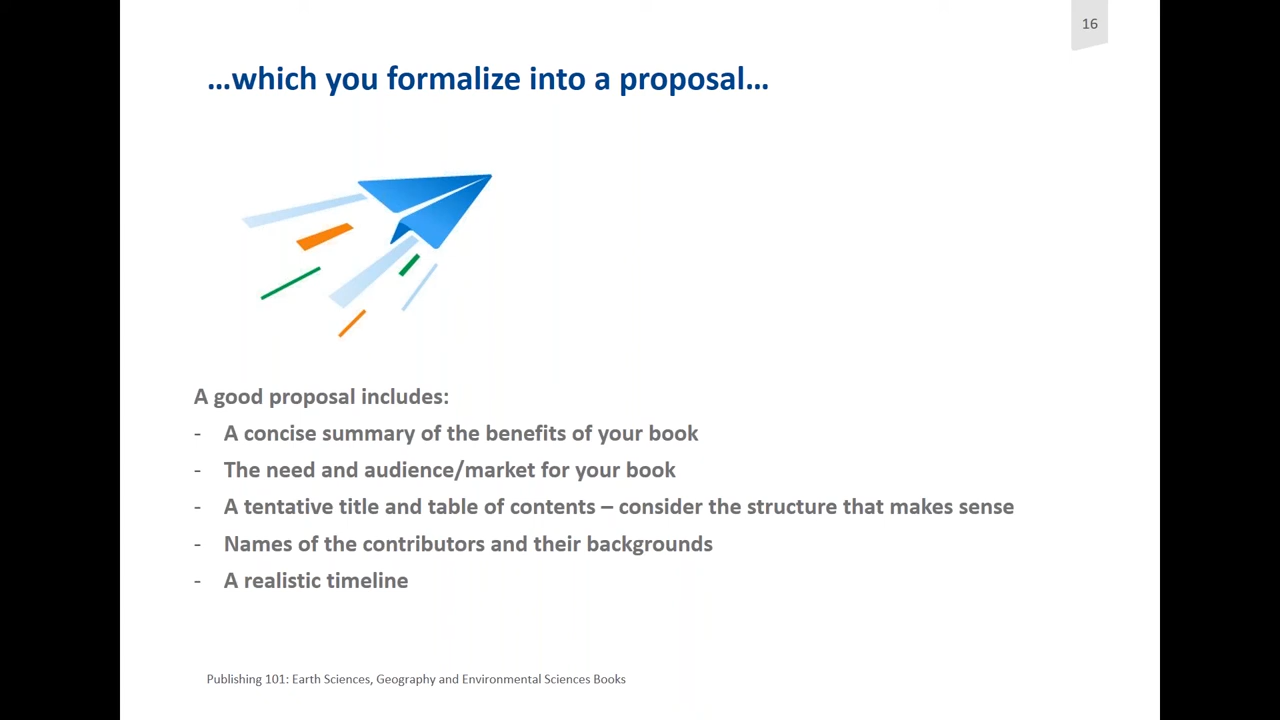 16
…which you formalize into a proposal…
A good proposal includes:
- A concise summary of the benefits of your book
- The need and audience/market for your book
- A tentative title and table of contents – consider the structure that makes sense
- Names of the contributors and their backgrounds
- A realistic timeline
Publishing 101: Earth Sciences, Geography and Environmental Sciences Books